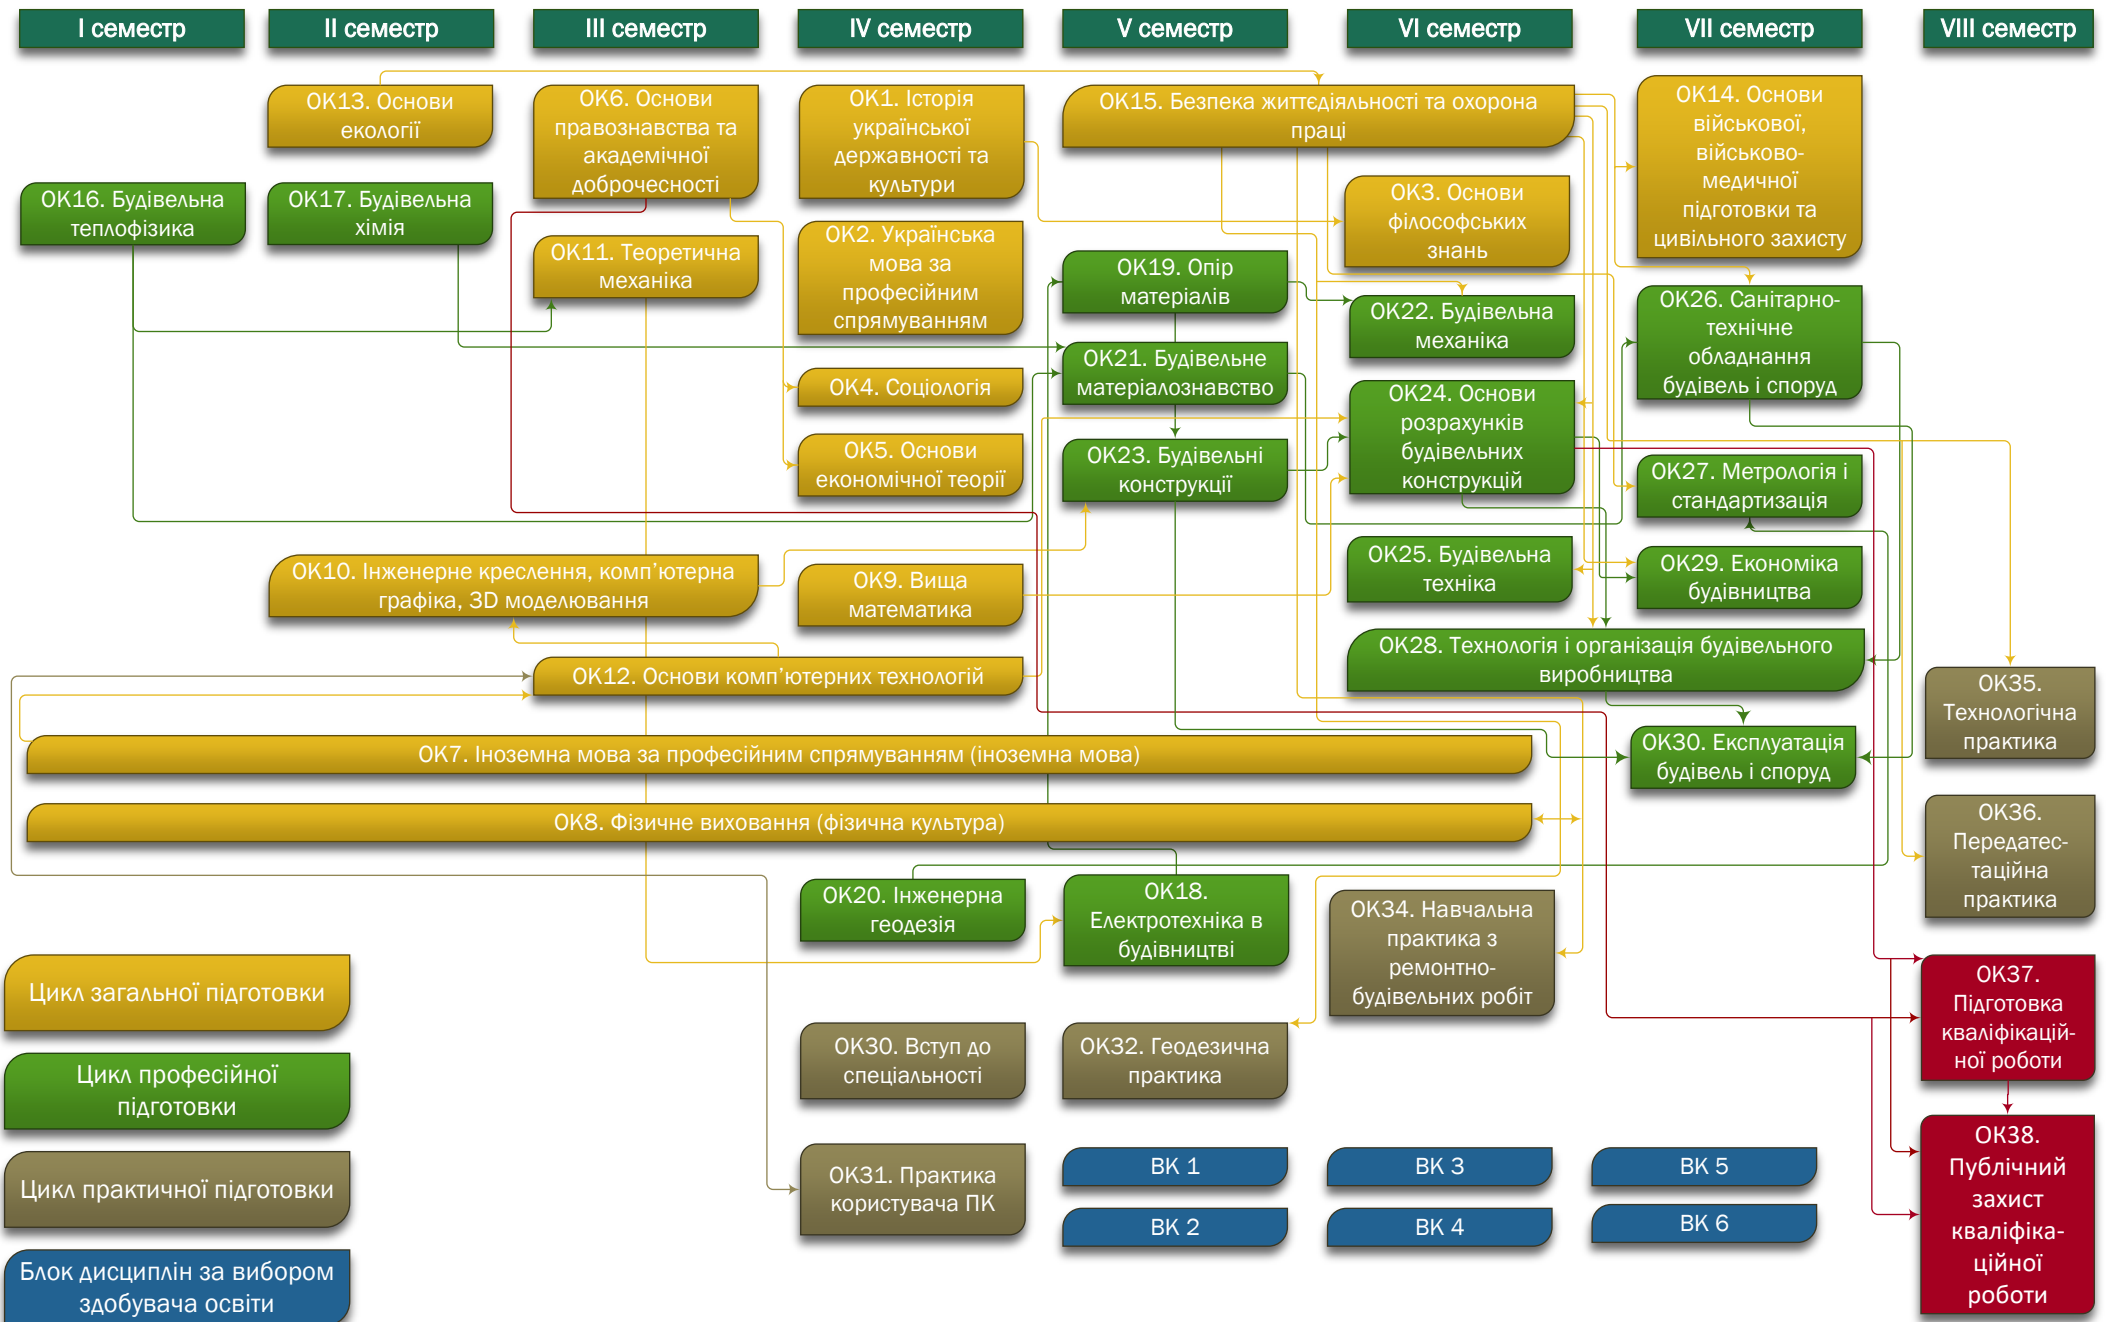 І семестр
ІІ семестр
ІІІ семестр
IV семестр
V семестр
VI семестр
VII семестр
VIII семестр
ОК13. Основи
екології
ОК6. Основи
правознавства та
академічної
доброчесності
ОК1. Історія
української
державності та
культури
ОК15. Безпека життєдіяльності та охорона
праці
ОК14. Основи
військової,
військово-
медичної
підготовки та
цивільного захисту
ОК16. Будівельна
теплофізика
ОК17. Будівельна
хімія
ОК3. Основи
філософських
знань
ОК11. Теоретична
механіка
ОК2. Українська
мова за
професійним
спрямуванням
ОК19. Опір
матеріалів
ОК22. Будівельна
механіка
ОК26. Санітарно-
технічне
обладнання
будівель і споруд
ОК21. Будівельне
матеріалознавство
ОК4. Соціологія
ОК24. Основи
розрахунків
будівельних
конструкцій
ОК5. Основи
економічної теорії
ОК23. Будівельні
конструкції
ОК27. Метрологія і
стандартизація
ОК10. Інженерне креслення, комп’ютерна
графіка, 3D моделювання
ОК9. Вища
математика
ОК25. Будівельна
техніка
ОК29. Економіка
будівництва
ОК28. Технологія і організація будівельного
виробництва
ОК12. Основи комп’ютерних технологій
ОК35.
Технологічна
практика
ОК7. Іноземна мова за професійним спрямуванням (іноземна мова)
ОК30. Експлуатація
будівель і споруд
ОК8. Фізичне виховання (фізична культура)
ОК36.
Передатес-
таційна
практика
ОК20. Інженерна
геодезія
ОК18.
Електротехніка в
будівництві
ОК34. Навчальна
практика з
ремонтно-
будівельних робіт
Цикл загальної підготовки
ОК37.
Підготовка
кваліфікацій-
ної роботи
ОК30. Вступ до
спеціальності
ОК32. Геодезична
практика
Цикл професійної
підготовки
ОК38.
Публічний
захист
кваліфіка-
ційної
роботи
Цикл практичної підготовки
ОК31. Практика
користувача ПК
ВК 1
ВК 3
ВК 5
ВК 2
ВК 4
ВК 6
Блок дисциплін за вибором
здобувача освіти